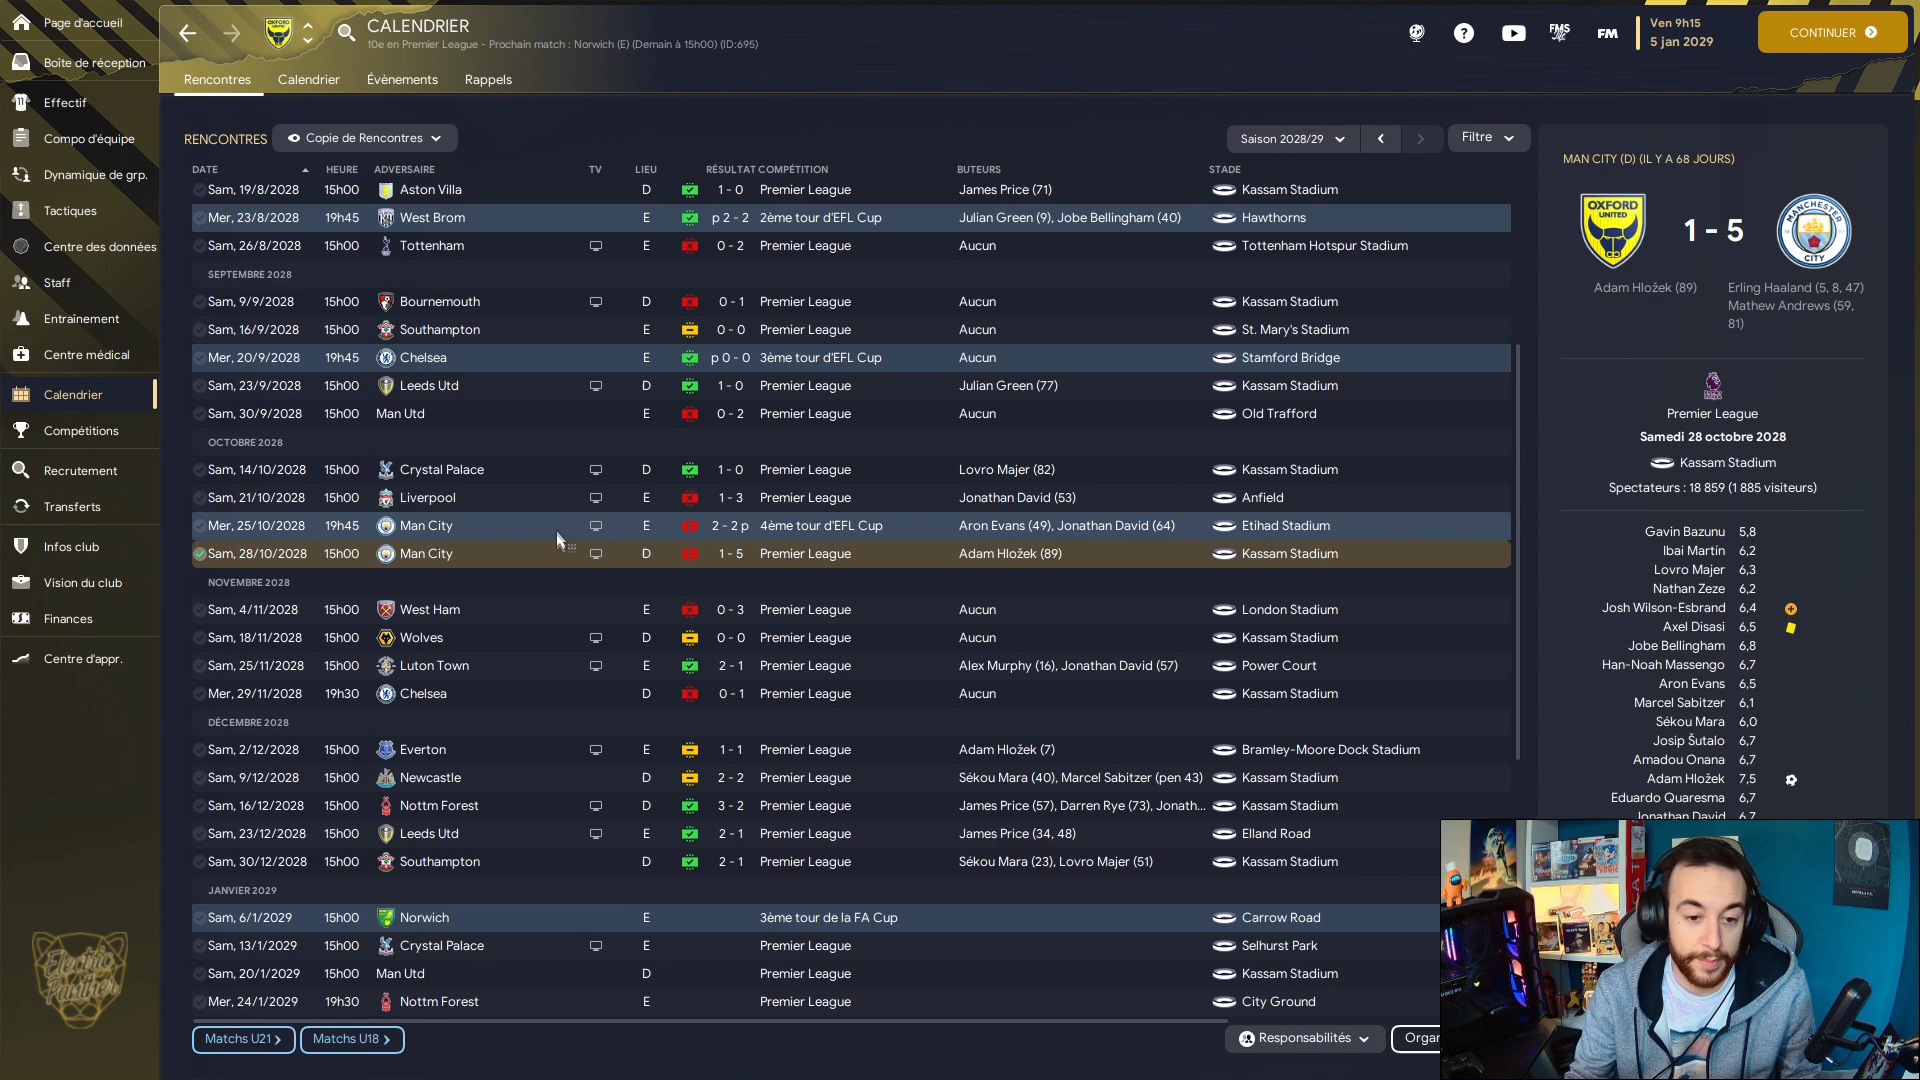 Page d'accueil
Boîte de réception
Effectif
Compo d'équipe
Dynamique de grp.
Tactiques
Centre des données
Staff
Entraînement
Centre médical
Calendrier
Compétitions
Recrutement
Transferts
Infos club
Vision du club
Finances
Centre d'appr.
Electric Panther
CALENDRIER
10e en Premier League - Prochain match : Norwich (E) (Demain à 15h00) (ID:695)
Rencontres Calendrier Évènements Rappels
FMS FM
Ven 9h15
5 jan 2029
CONTINUER
RENCONTRES Copie de Rencontres Saison 2028/29 Filtre
DATE HEURE ADVERSAIRE TV LIEU RÉSULTAT COMPÉTITION BUTEURS STADE
Sam, 19/8/2028 15h00 Aston Villa D 1 - 0 Premier League James Price (71) Kassam Stadium
Mer, 23/8/2028 19h45 West Brom E p 2 - 2 2ème tour d'EFL Cup Julian Green (9), Jobe Bellingham (40) Hawthorns
Sam, 26/8/2028 15h00 Tottenham E 0 - 2 Premier League Aucun Tottenham Hotspur Stadium
SEPTEMBRE 2028
Sam, 9/9/2028 15h00 Bournemouth D 0 - 1 Premier League Aucun Kassam Stadium
Sam, 16/9/2028 15h00 Southampton E 0 - 0 Premier League Aucun St. Mary's Stadium
Mer, 20/9/2028 19h45 Chelsea E p 0 - 0 3ème tour d'EFL Cup Aucun Stamford Bridge
Sam, 23/9/2028 15h00 Leeds Utd D 1 - 0 Premier League Julian Green (77) Kassam Stadium
Sam, 30/9/2028 15h00 Man Utd E 0 - 2 Premier League Aucun Old Trafford
OCTOBRE 2028
Sam, 14/10/2028 15h00 Crystal Palace D 1 - 0 Premier League Lovro Majer (82) Kassam Stadium
Sam, 21/10/2028 15h00 Liverpool E 1 - 3 Premier League Jonathan David (53) Anfield
Mer, 25/10/2028 19h45 Man City E 2 - 2 p 4ème tour d'EFL Cup Aron Evans (49), Jonathan David (64) Etihad Stadium
Sam, 28/10/2028 15h00 Man City D 1 - 5 Premier League Adam Hložek (89) Kassam Stadium
NOVEMBRE 2028
Sam, 4/11/2028 15h00 West Ham E 0 - 3 Premier League Aucun London Stadium
Sam, 18/11/2028 15h00 Wolves D 0 - 0 Premier League Aucun Kassam Stadium
Sam, 25/11/2028 15h00 Luton Town E 2 - 1 Premier League Alex Murphy (16), Jonathan David (57) Power Court
Mer, 29/11/2028 19h30 Chelsea D 0 - 1 Premier League Aucun Kassam Stadium
DÉCEMBRE 2028
Sam, 2/12/2028 15h00 Everton E 1 - 1 Premier League Adam Hložek (7) Bramley-Moore Dock Stadium
Sam, 9/12/2028 15h00 Newcastle D 2 - 2 Premier League Sékou Mara (40), Marcel Sabitzer (pen 43) Kassam Stadium
Sam, 16/12/2028 15h00 Nottm Forest D 3 - 2 Premier League James Price (57), Darren Rye (73), Jonath... Kassam Stadium
Sam, 23/12/2028 15h00 Leeds Utd E 2 - 1 Premier League James Price (34, 48) Elland Road
Sam, 30/12/2028 15h00 Southampton D 2 - 1 Premier League Sékou Mara (23), Lovro Majer (51) Kassam Stadium
JANVIER 2029
Sam, 6/1/2029 15h00 Norwich E 3ème tour de la FA Cup Carrow Road
Sam, 13/1/2029 15h00 Crystal Palace E Premier League Selhurst Park
Sam, 20/1/2029 15h00 Man Utd D Premier League Kassam Stadium
Mer, 24/1/2029 19h30 Nottm Forest E Premier League City Ground
Matchs U21 Matchs U18 Responsabilités Organ
MAN CITY (D) (IL Y A 68 JOURS)
OXFORD UNITED
1 - 5
MANCHESTER CITY
Adam Hložek (89)
Erling Haaland (5, 8, 47)
Mathew Andrews (59,
81)
Premier League
Samedi 28 octobre 2028
Kassam Stadium
Spectateurs : 18 859 (1 885 visiteurs)
Gavin Bazunu 5,8
Ibai Martín 6,2
Lovro Majer 6,3
Nathan Zeze 6,2
Josh Wilson-Esbrand 6,4
Axel Disasi 6,5
Jobe Bellingham 6,8
Han-Noah Massengo 6,7
Aron Evans 6,5
Marcel Sabitzer 6,1
Sékou Mara 6,0
Josip Šutalo 6,7
Amadou Onana 6,7
Adam Hložek 7,5
Eduardo Quaresma 6,7
Jonathan David 6,7